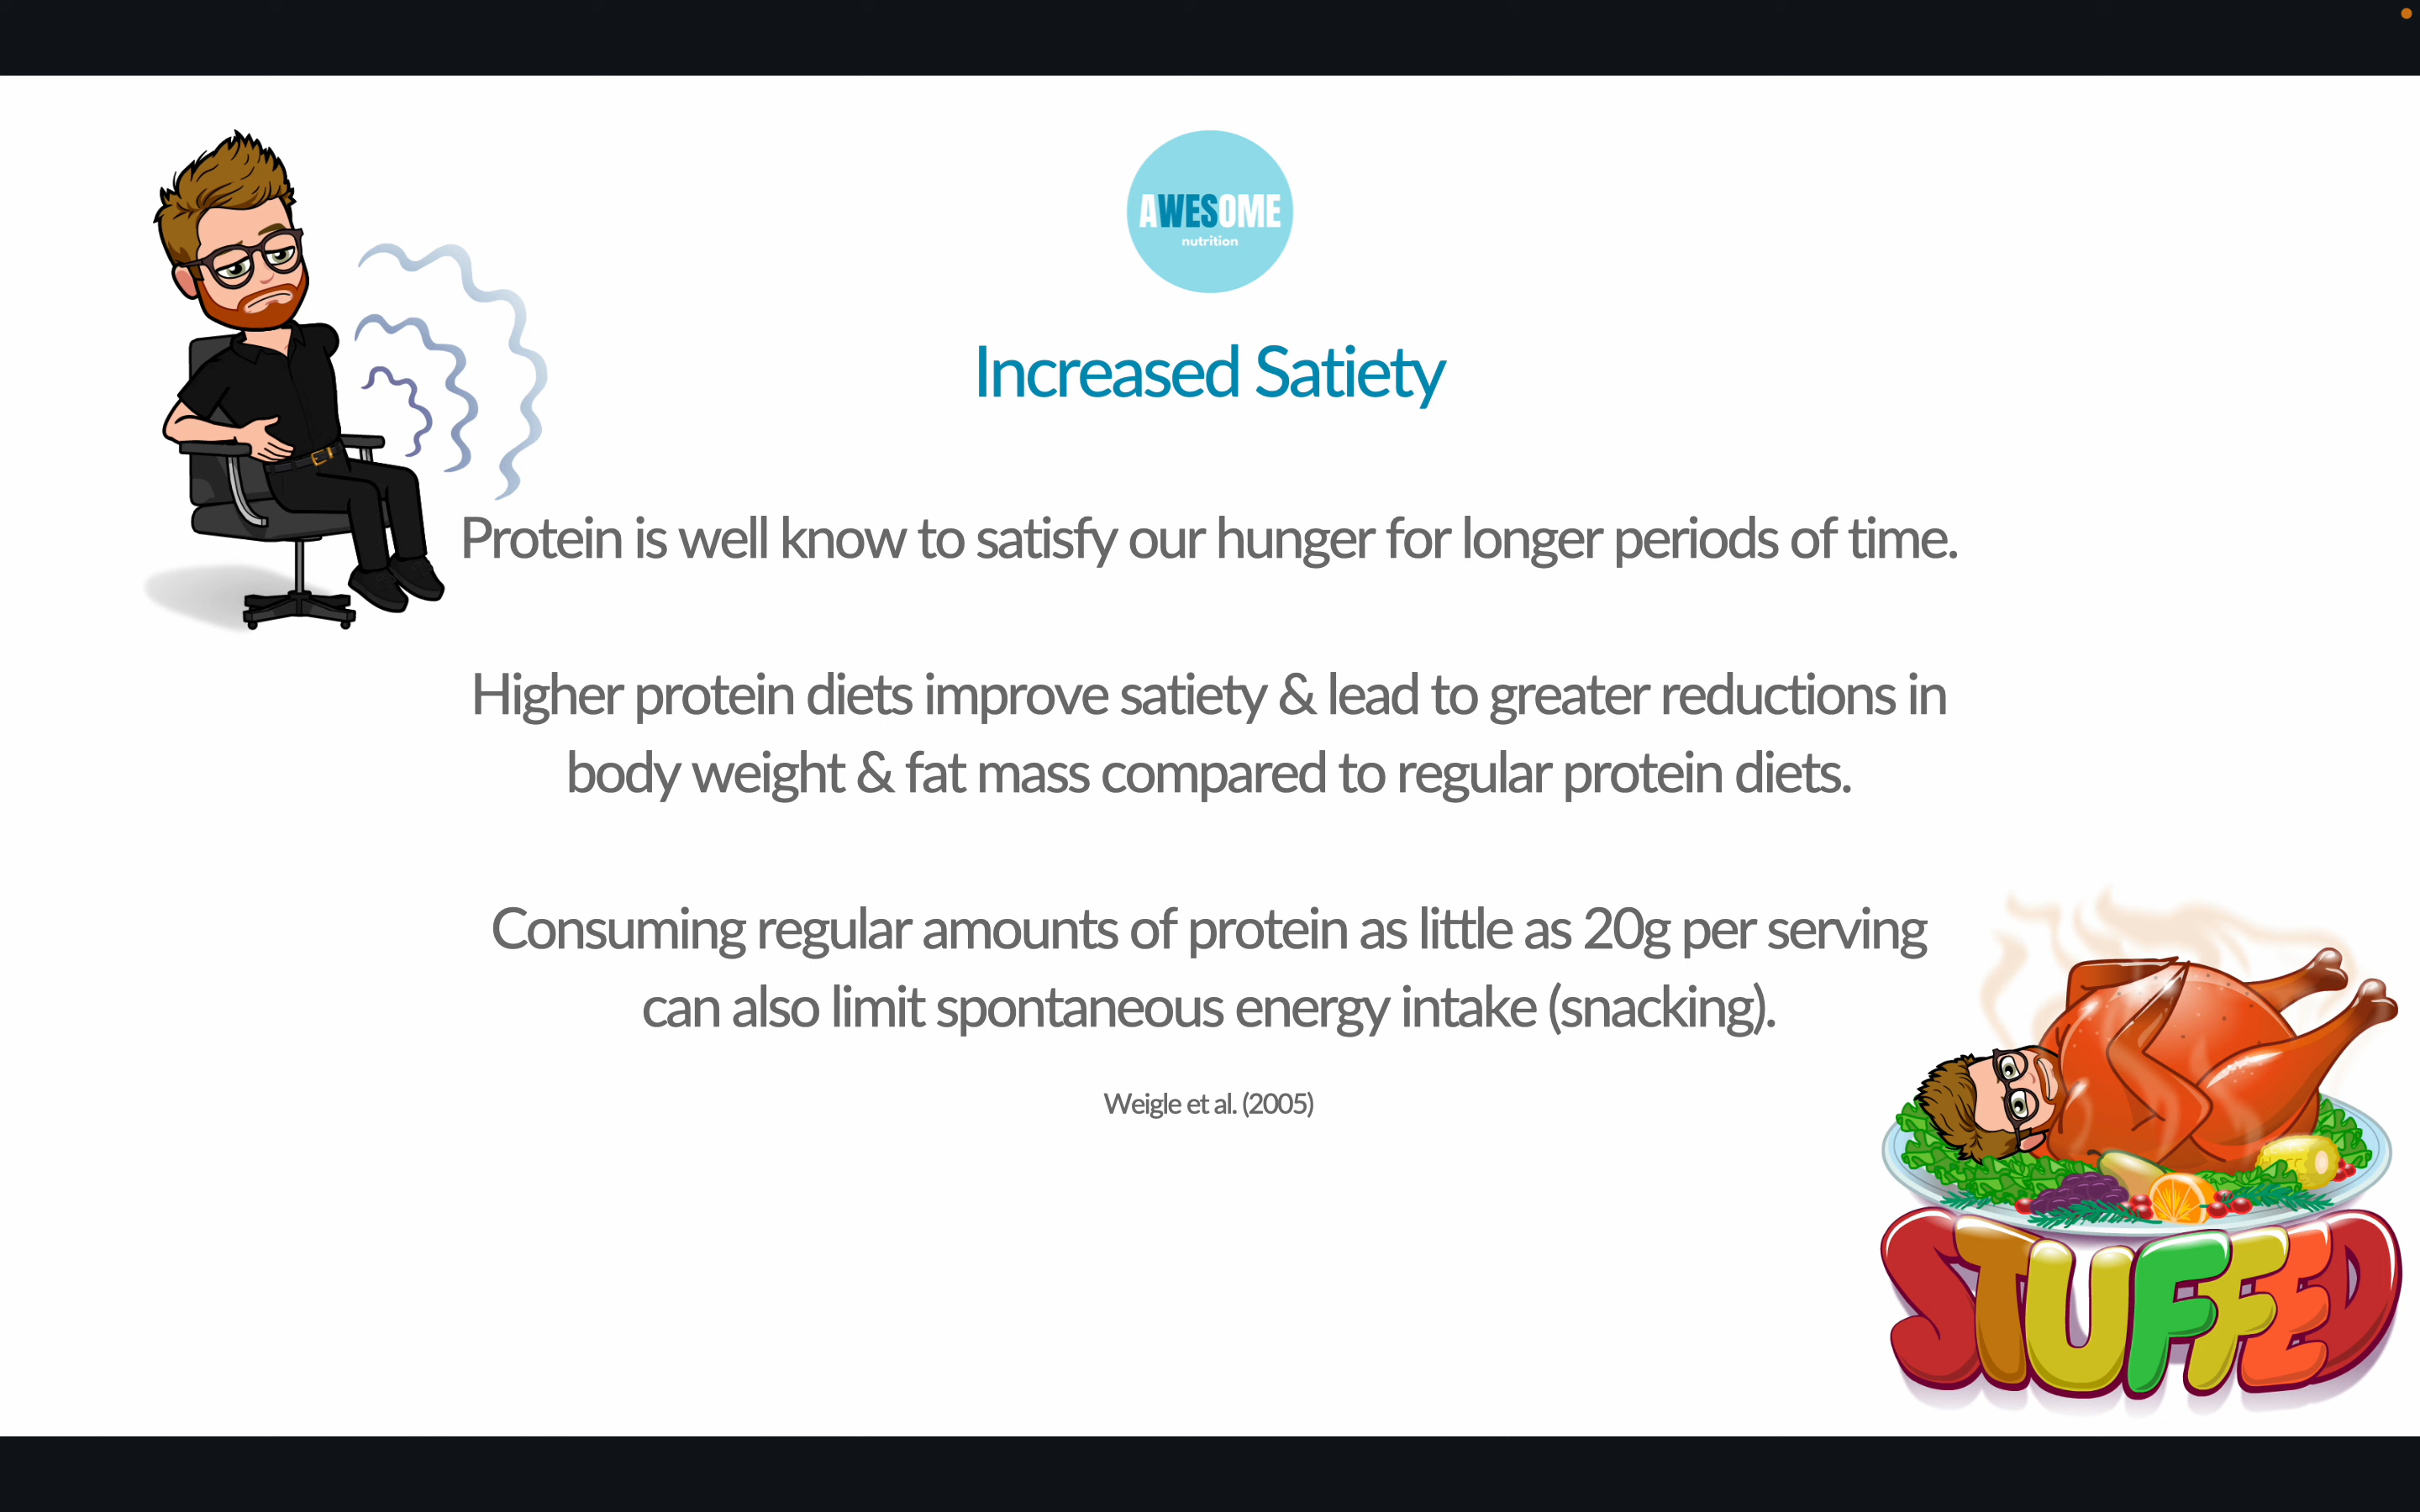 AWESOME
nutrition
Increased Satiety
Protein is well know to satisfy our hunger for longer periods of time.
Higher protein diets improve satiety & lead to greater reductions in
body weight & fat mass compared to regular protein diets.
Consuming regular amounts of protein as little as 20g per serving
can also limit spontaneous energy intake (snacking).
Weigle et al. (2005)
STUFFED